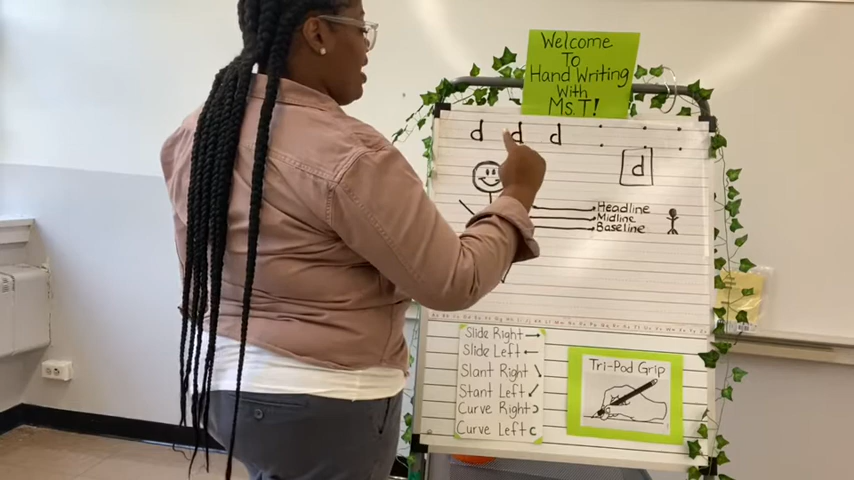 Welcome
To
Hand Writing
With
Ms.T!
d d d
d
Headline
Midline
Baseline
Slide Right
Slide Left
Slant Right
Slant Left
Curve Right
Curve Left
Tri-Pod Grip